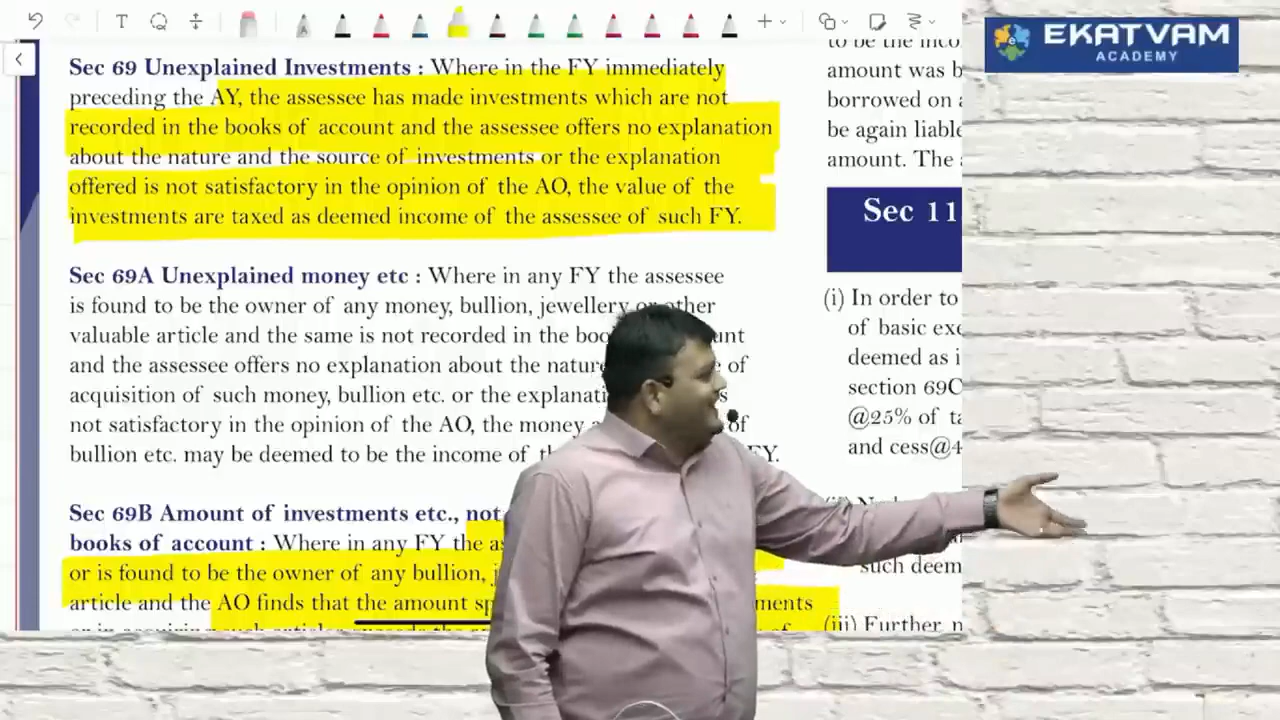 EKATVAM
ACADEMY
Sec 69 Unexplained Investments : Where in the FY immediately
preceding the AY, the assessee has made investments which are not
recorded in the books of account and the assessee offers no explanation
about the nature and the source of investments or the explanation
offered is not satisfactory in the opinion of the AO, the value of the
investments are taxed as deemed income of the assessee of such FY.
Sec 69A Unexplained money etc : Where in any FY the assessee
is found to be the owner of any money, bullion, jewellery or other
valuable article and the same is not recorded in the
and the assessee offers no explanation about the nature of
acquisition of such money, bullion etc. or the
not satisfactory in the opinion of the AO, the money of
bullion etc. may be deemed to be the income of FY.
Sec 69B Amount of investments etc., not
books of account : Where in any FY the
or is found to be the owner of any bullion,
article and the AO finds that the amount
to be the
amount was
borrowed on
be again liable
amount. The
Sec 11
(i) In order to
of basic
deemed as
section 69C
@25% of
and cess@4
such deem
(iii) Further,